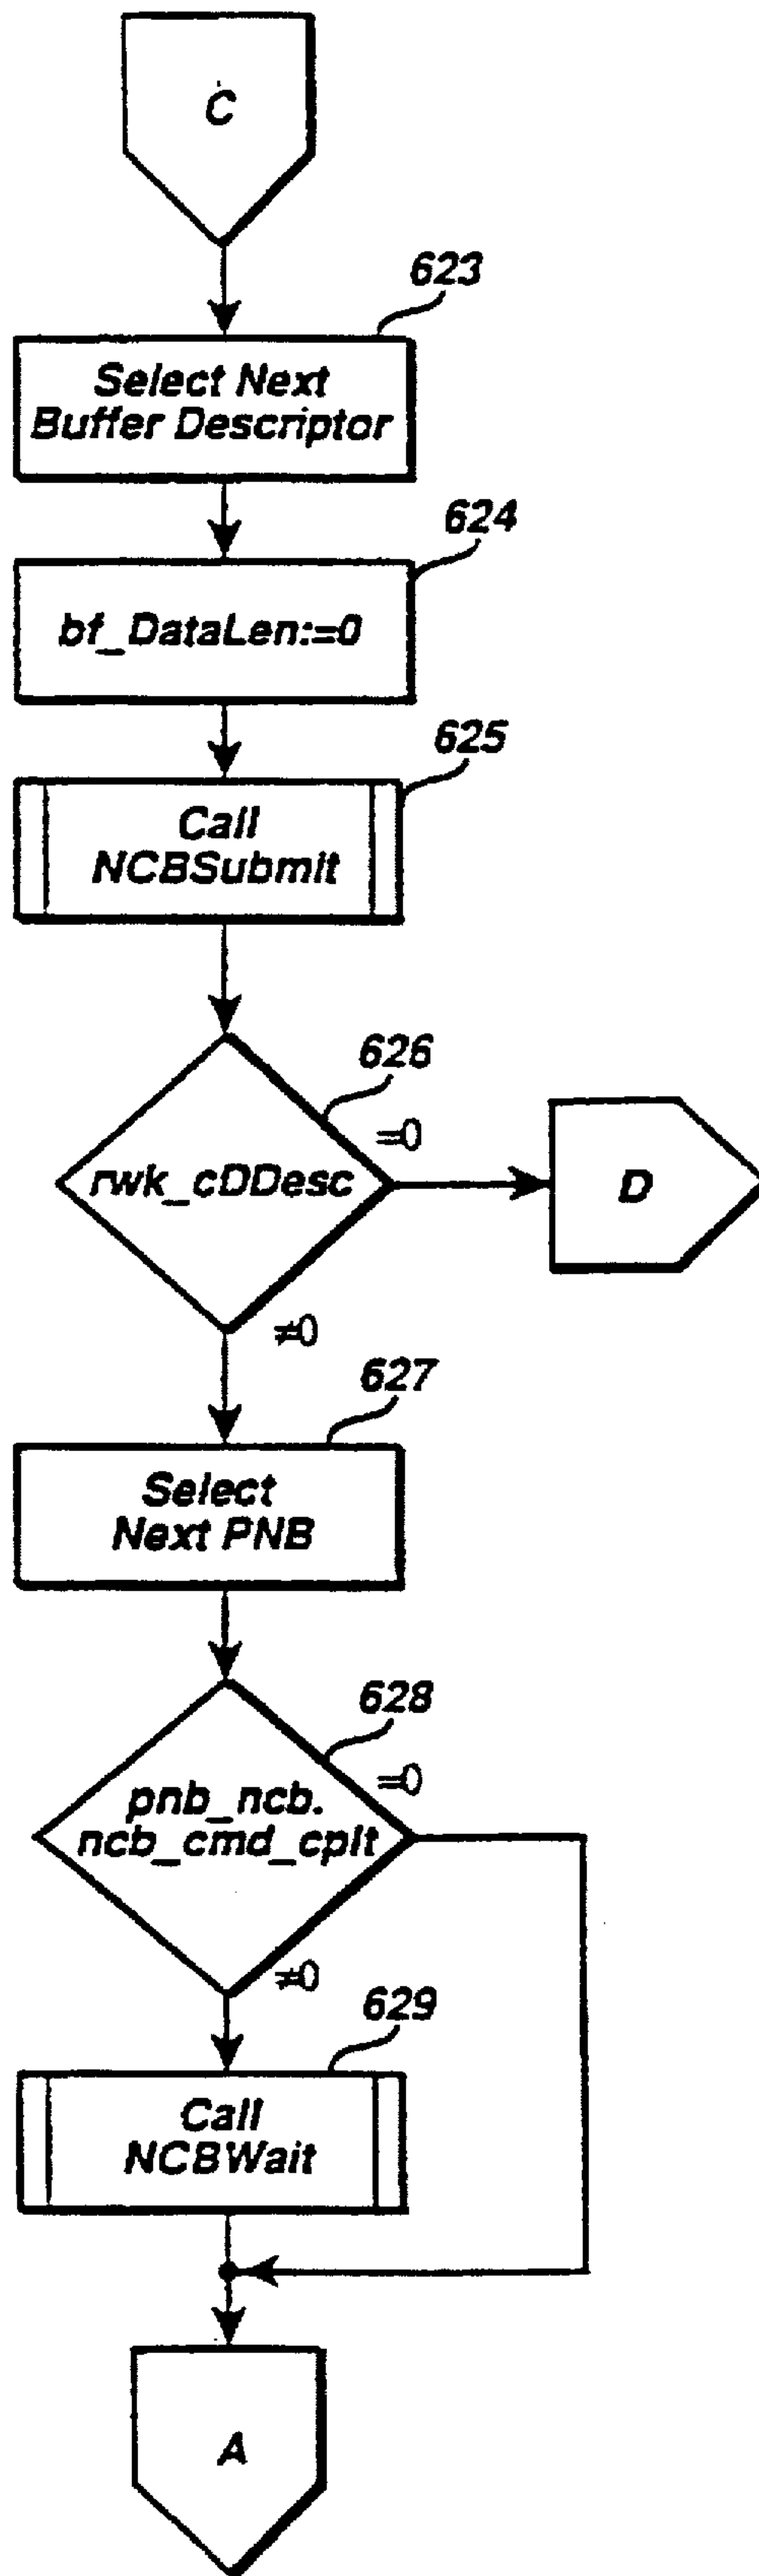 C
623
Select Next
Buffer Descriptor
624
bf_DataLen:=0
625
Call
NCBSubmit
626
=0
rwk_cDDesc
D
≠0
627
Select
Next PNB
628
=0
pnb_ncb.
ncb_cmd_cplt
≠0
629
Call
NCBWait
A